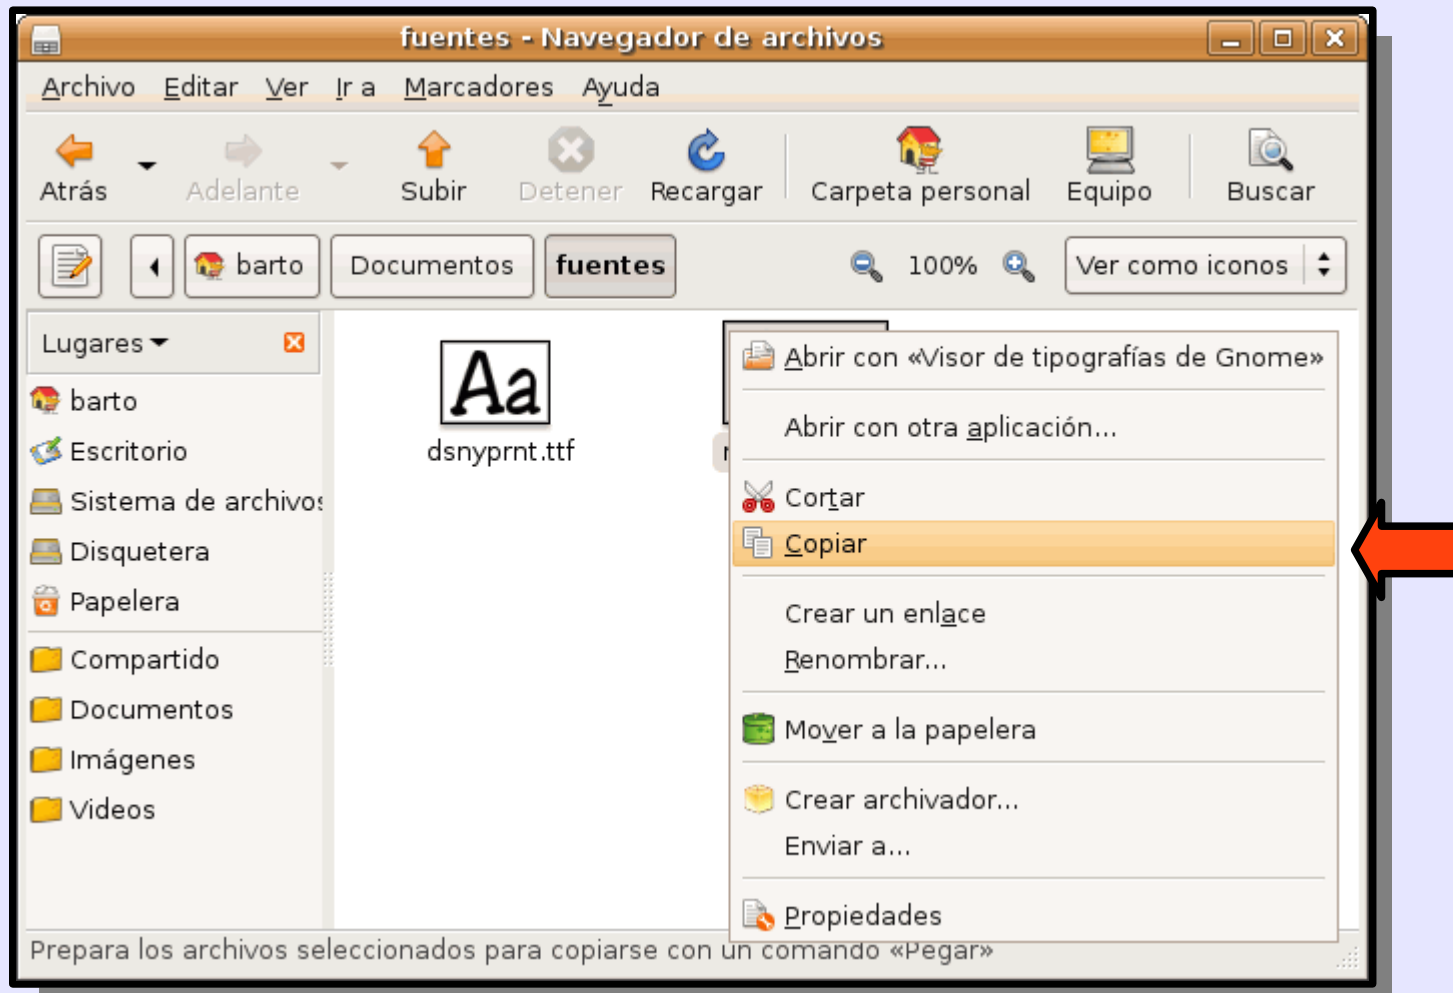 fuentes - Navegador de archivos
Archivo Editar Ver Ir a Marcadores Ayuda
Atrás Adelante Subir Detener Recargar Carpeta personal Equipo Buscar
barto Documentos fuentes 100% Ver como iconos
Lugares
barto
Escritorio
Sistema de archivos
Disquetera
Papelera
Compartido
Documentos
Imágenes
Videos
Aa
dsnyprnt.ttf
Abrir con «Visor de tipografías de Gnome»
Abrir con otra aplicación...
Cortar
Copiar
Crear un enlace
Renombrar...
Mover a la papelera
Crear archivador...
Enviar a...
Propiedades
Prepara los archivos seleccionados para copiarse con un comando «Pegar»